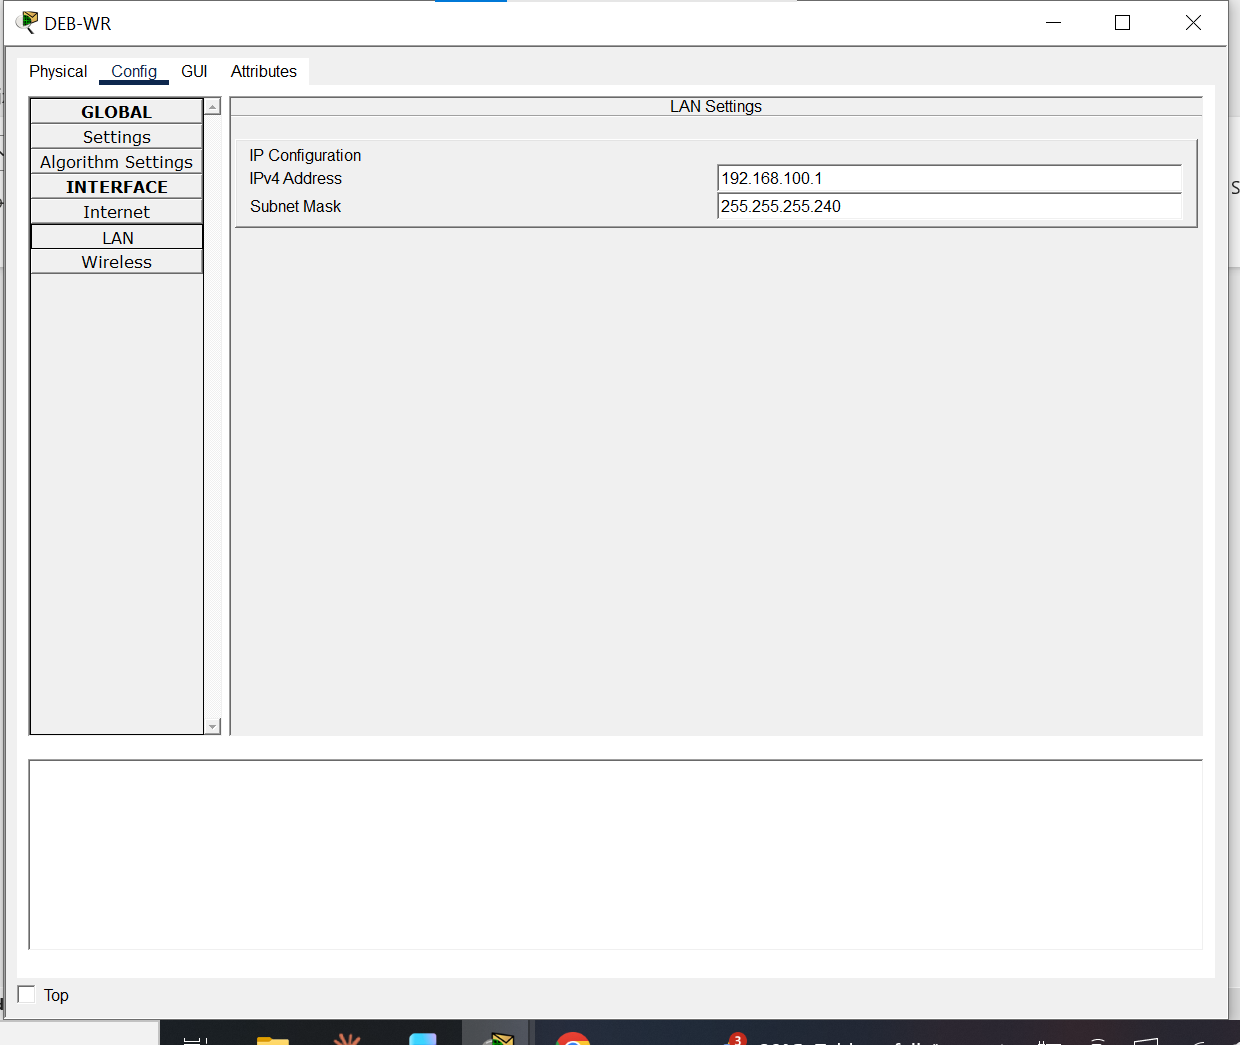 DEB-WR
Physical Config GUI Attributes
GLOBAL
Settings
Algorithm Settings
INTERFACE
Internet
LAN
Wireless
LAN Settings
IP Configuration
IPv4 Address 192.168.100.1
Subnet Mask 255.255.255.240
Top
3